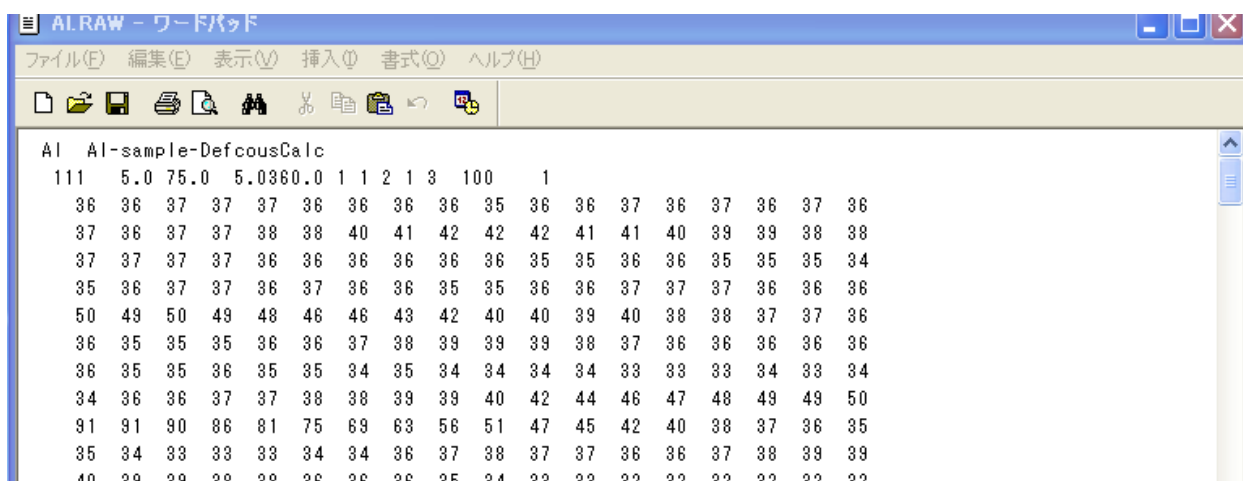 ALRAW - ワードパッド
ファイル(F) 編集(E) 表示(V) 挿入(I) 書式(O) ヘルプ(H)
Al Al-sample-DefcousCalc
111 5.0 75.0 5.0360.0 1 1 2 1 3 100 1
36 36 37 37 37 36 36 36 36 35 36 36 37 36 37 36 37 36
37 36 37 37 38 38 40 41 42 42 42 41 41 40 39 39 38 38
37 37 37 37 36 36 36 36 36 36 35 35 36 36 35 35 35 34
35 36 37 37 36 37 36 36 35 35 36 36 37 37 37 36 36 36
50 49 50 49 48 46 46 43 42 40 40 39 40 38 38 37 37 36
36 35 35 35 36 36 37 38 39 39 39 38 37 36 36 36 36 36
36 35 35 36 35 35 34 35 34 34 34 34 33 33 33 34 33 34
34 36 36 37 37 38 38 39 39 40 42 44 46 47 48 49 49 50
91 91 90 86 81 75 69 63 56 51 47 45 42 40 38 37 36 35
35 34 33 33 33 34 34 36 37 38 37 37 36 36 37 38 39 39